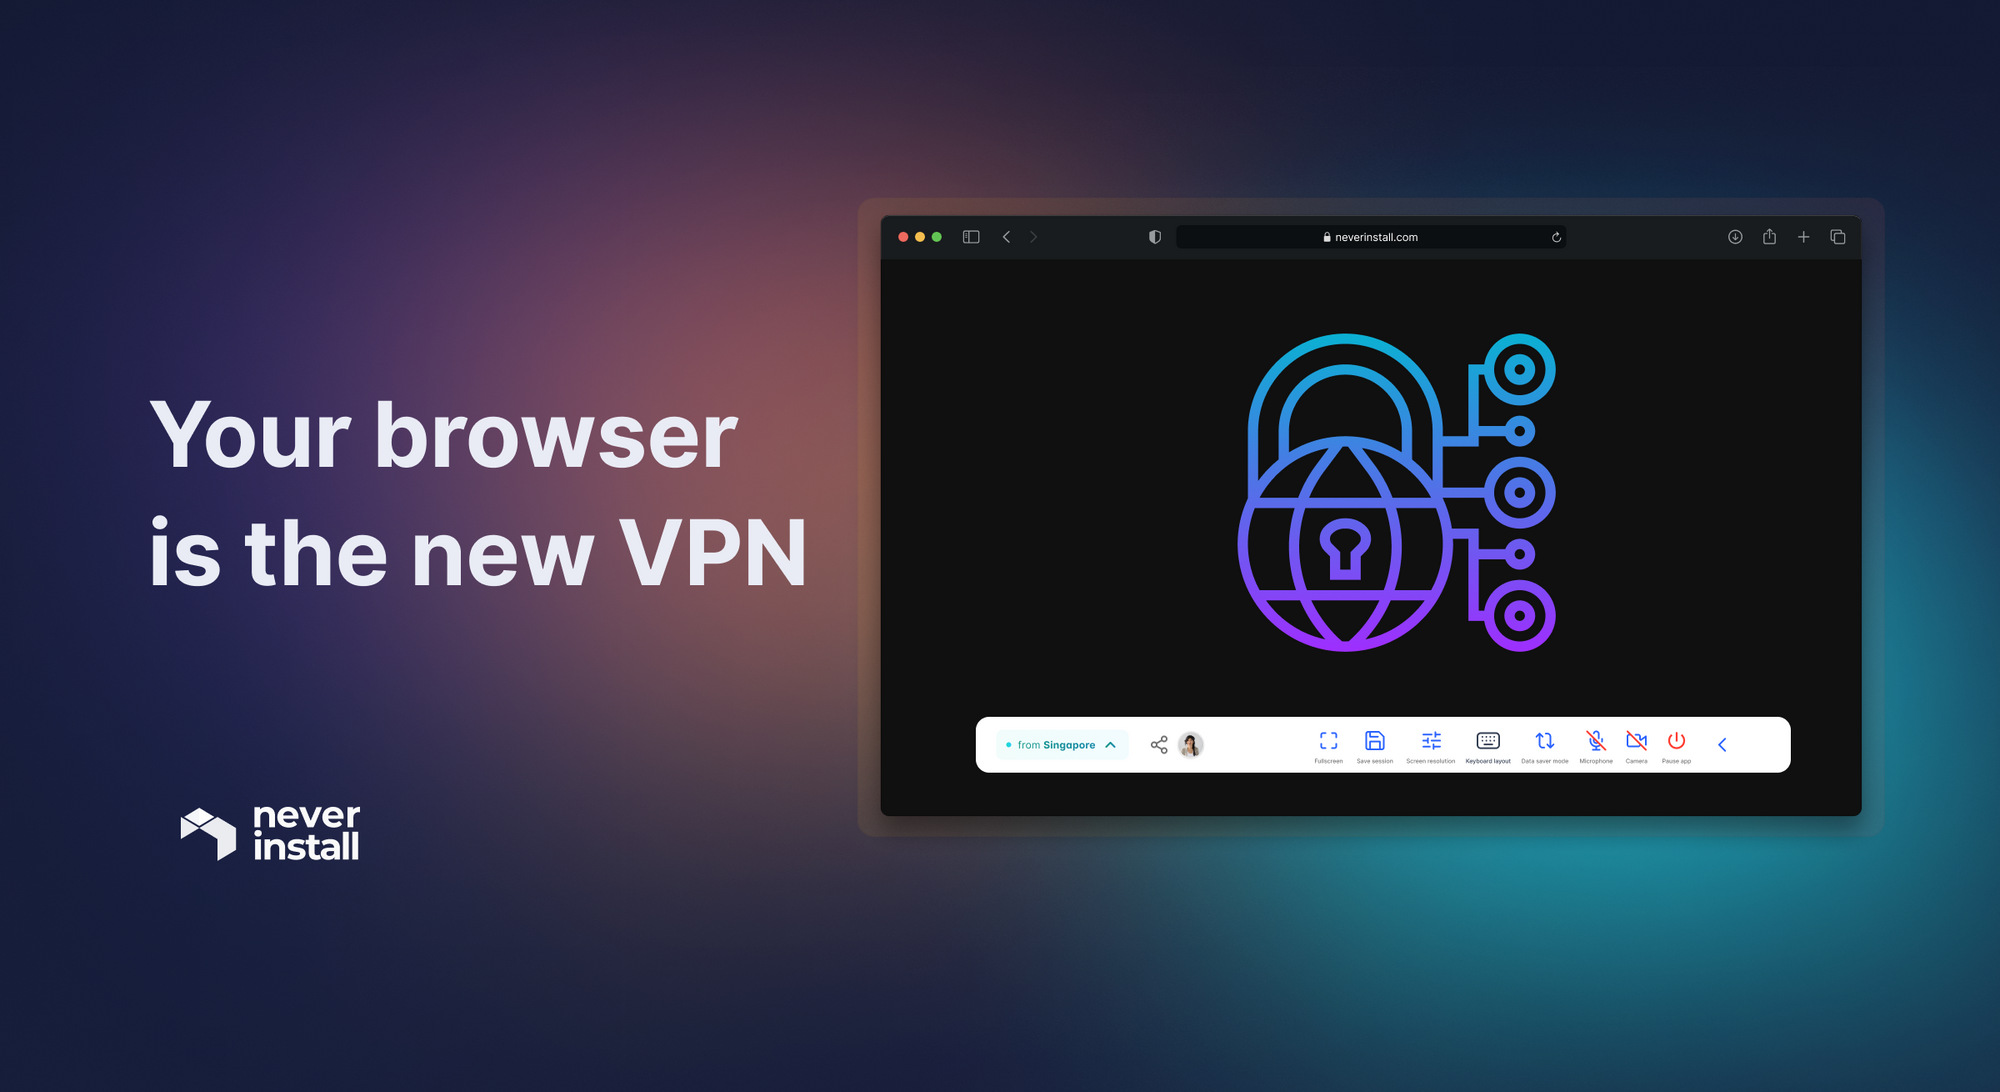 Your browser
is the new VPN
never
install
neverinstall.com
from Singapore
Fullscreen
Save session
Screen resolution
Keyboard layout
Data saver mode
Microphone
Camera
Pause app